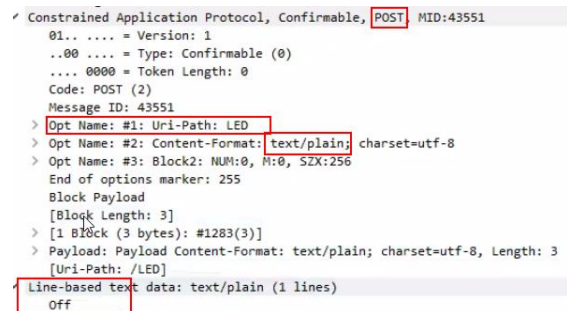 Constrained Application Protocol, Confirmable, POST, MID:43551
01.. .... = Version: 1
..00 .... = Type: Confirmable (0)
.... 0000 = Token Length: 0
Code: POST (2)
Message ID: 43551
Opt Name: #1: Uri-Path: LED
Opt Name: #2: Content-Format: text/plain; charset=utf-8
Opt Name: #3: Block2: NUM:0, M:0, SZX:256
End of options marker: 255
Block Payload
[Block Length: 3]
[1 Block (3 bytes): #1283(3)]
Payload: Payload Content-Format: text/plain; charset=utf-8, Length: 3
[Uri-Path: /LED]
Line-based text data: text/plain (1 lines)
Off